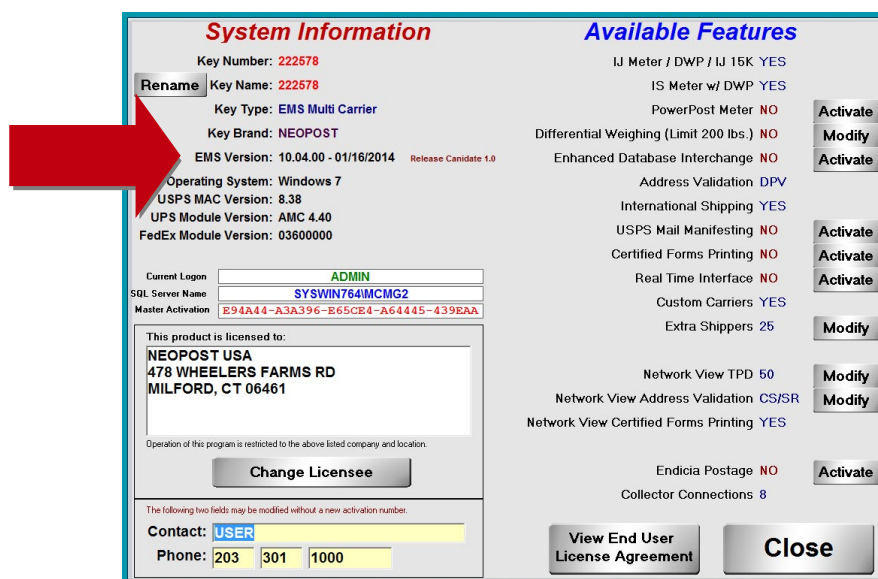 System Information
Key Number: 222578
Rename Key Name: 222578
Key Type: EMS Multi Carrier
Key Brand: NEOPOST
EMS Version: 10.04.00 - 01/16/2014 Release Canidate 1.0
Operating System: Windows 7
USPS MAC Version: 8.38
UPS Module Version: AMC 4.40
FedEx Module Version: 03600000
Current Logon ADMIN
SQL Server Name SYSWIN764\MCMG2
Master Activation E94A44-A3A396-E65CE4-A64445-439EAA
This product is licensed to:
NEOPOST USA
478 WHEELERS FARMS RD
MILFORD, CT 06461
Operation of this program is restricted to the above listed company and location.
Change Licensee
The following two fields may be modified without a new activation number.
Contact: USER
Phone: 203 301 1000
Available Features
IJ Meter / DWP / IJ 15K YES
IS Meter w/ DWP YES
PowerPost Meter NO Activate
Differential Weighing (Limit 200 lbs.) NO Modify
Enhanced Database Interchange NO Activate
Address Validation DPV
International Shipping YES
USPS Mail Manifesting NO Activate
Certified Forms Printing NO Activate
Real Time Interface NO Activate
Custom Carriers YES
Extra Shippers 25 Modify
Network View TPD 50 Modify
Network View Address Validation CS/SR Modify
Network View Certified Forms Printing YES
Endicia Postage NO Activate
Collector Connections 8
View End User
License Agreement
Close